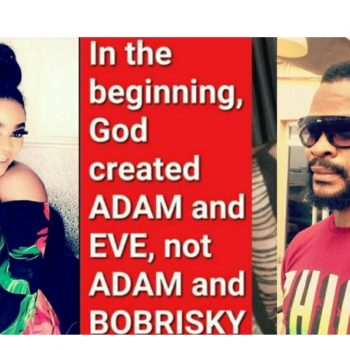 In the
beginning,
God
created
ADAM and
EVE, not
ADAM and
BOBRISKY